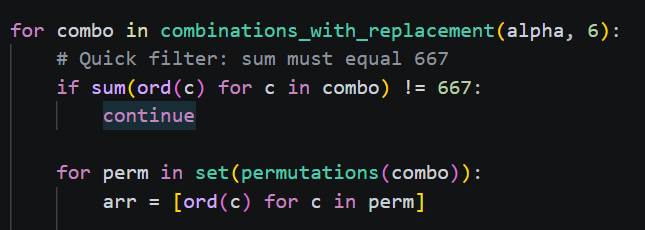 for combo in combinations_with_replacement(alpha, 6):
    # Quick filter: sum must equal 667
    if sum(ord(c) for c in combo) != 667:
        continue

    for perm in set(permutations(combo)):
        arr = [ord(c) for c in perm]